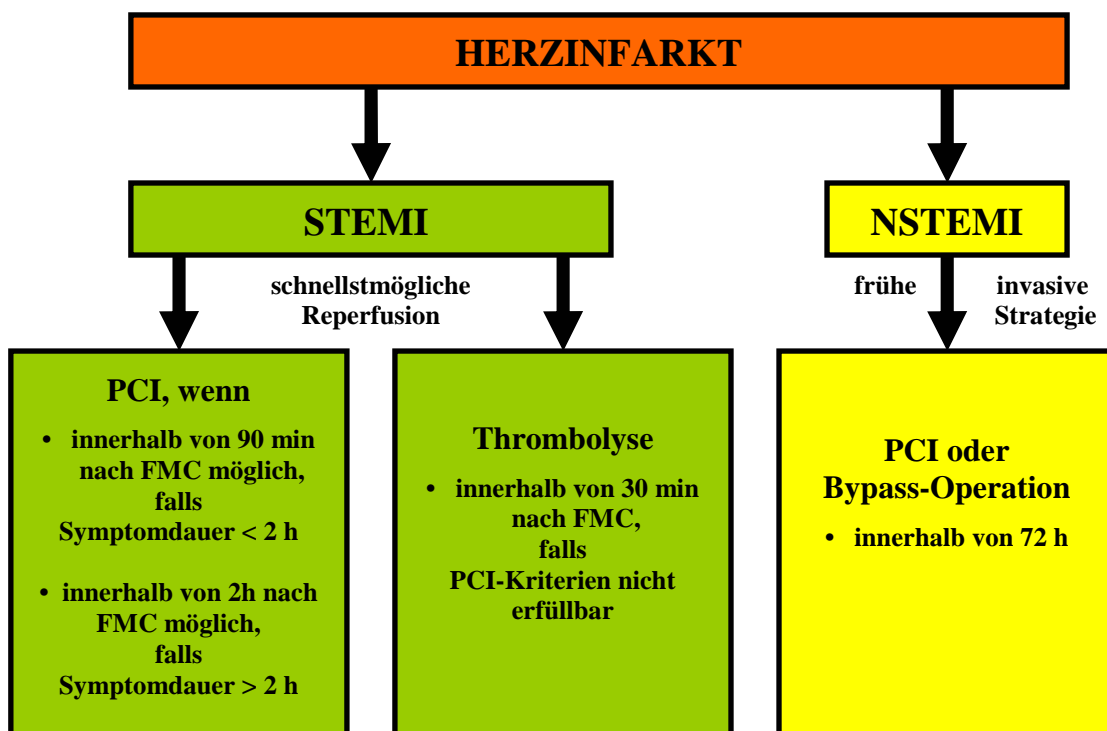 HERZINFARKT
STEMI
NSTEMI
schnellstmögliche
Reperfusion
frühe
invasive
Strategie
PCI, wenn
• innerhalb von 90 min
nach FMC möglich,
falls
Symptomdauer < 2 h
• innerhalb von 2h nach
FMC möglich,
falls
Symptomdauer > 2 h
Thrombolyse
• innerhalb von 30 min
nach FMC,
falls
PCI-Kriterien nicht
erfüllbar
PCI oder
Bypass-Operation
• innerhalb von 72 h